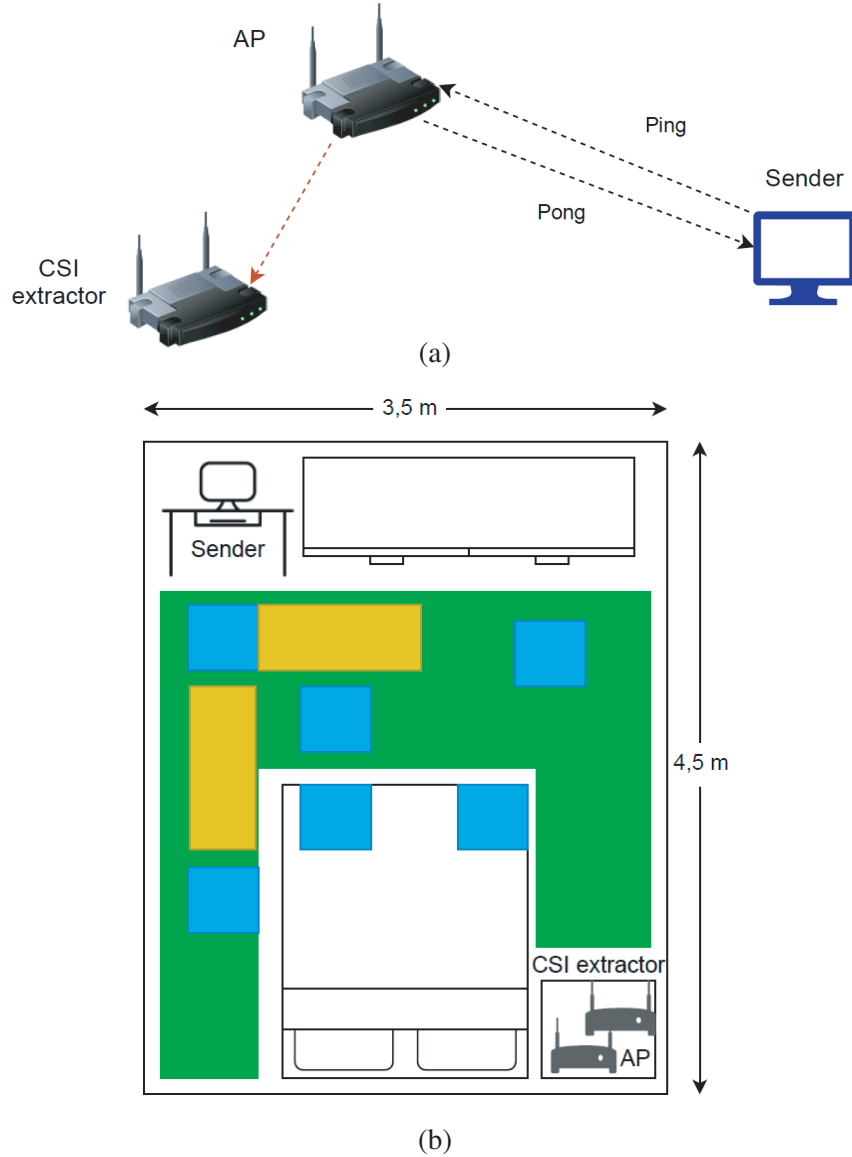 AP
Ping
Sender
Pong
CSI
extractor
(a)
3,5 m
Sender
4,5 m
CSI extractor
AP
(b)